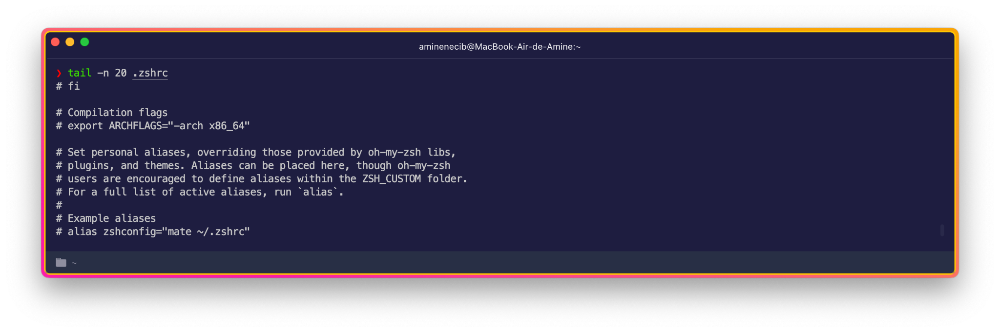 aminenecib@MacBook-Air-de-Amine:~
❯ tail -n 20 .zshrc
# fi
# Compilation flags
# export ARCHFLAGS="-arch x86_64"
# Set personal aliases, overriding those provided by oh-my-zsh libs,
# plugins, and themes. Aliases can be placed here, though oh-my-zsh
# users are encouraged to define aliases within the ZSH_CUSTOM folder.
# For a full list of active aliases, run `alias`.
#
# Example aliases
# alias zshconfig="mate ~/.zshrc"
~